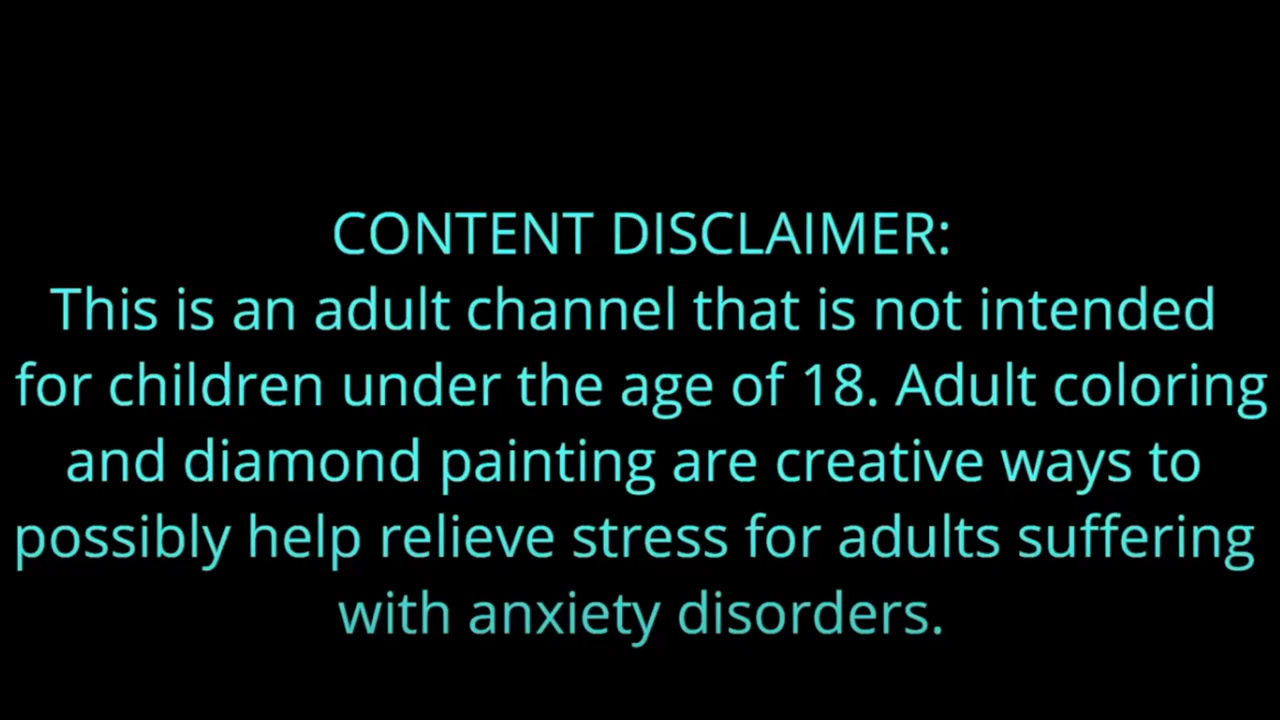 CONTENT DISCLAIMER:
This is an adult channel that is not intended
for children under the age of 18. Adult coloring
and diamond painting are creative ways to
possibly help relieve stress for adults suffering
with anxiety disorders.